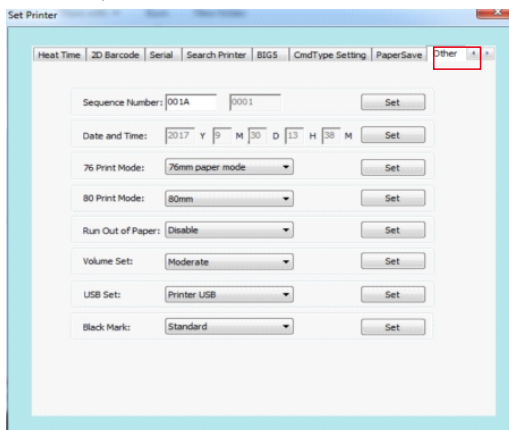 Set Printer
Heat Time 2D Barcode Serial Search Printer BIG5 CmdType Setting PaperSave Other
Sequence Number: 001A 0001 Set
Date and Time: 2017 Y 9 M 30 D 13 H 38 M Set
76 Print Mode: 76mm paper mode Set
80 Print Mode: 80mm Set
Run Out of Paper: Disable Set
Volume Set: Moderate Set
USB Set: Printer USB Set
Black Mark: Standard Set